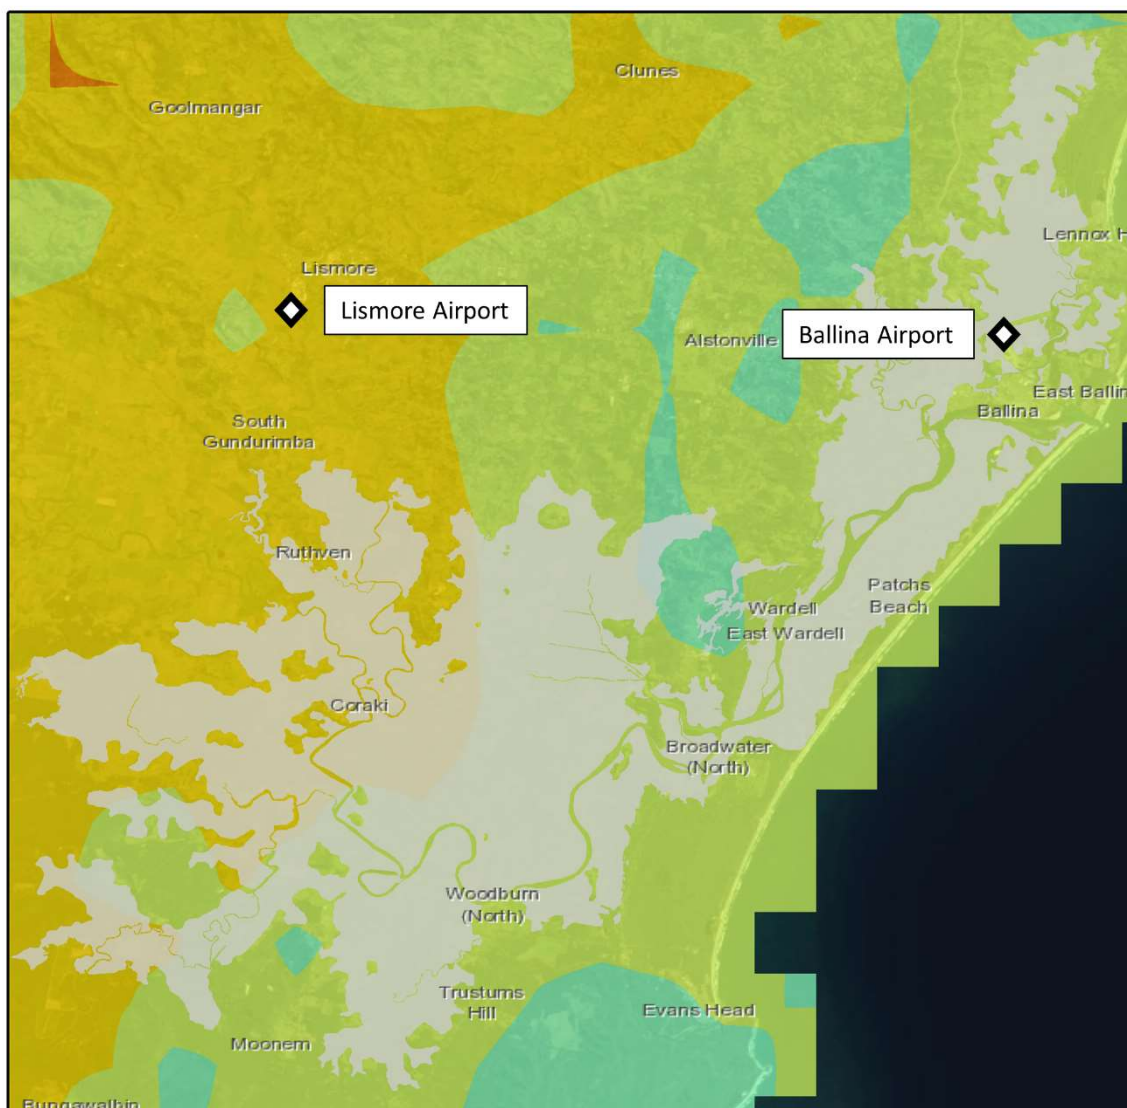 Clunes
Goolmangar
Lennox H
Lismore
Lismore Airport
Ballina Airport
Alstonville
East Ballin
Ballina
South
Gundurimba
Ruthven
Patchs
Beach
Wardell
East Wardell
Coraki
Broadwater
(North)
Woodburn
(North)
Trustums
Hill
Evans Head
Moonem
Bungawalbin